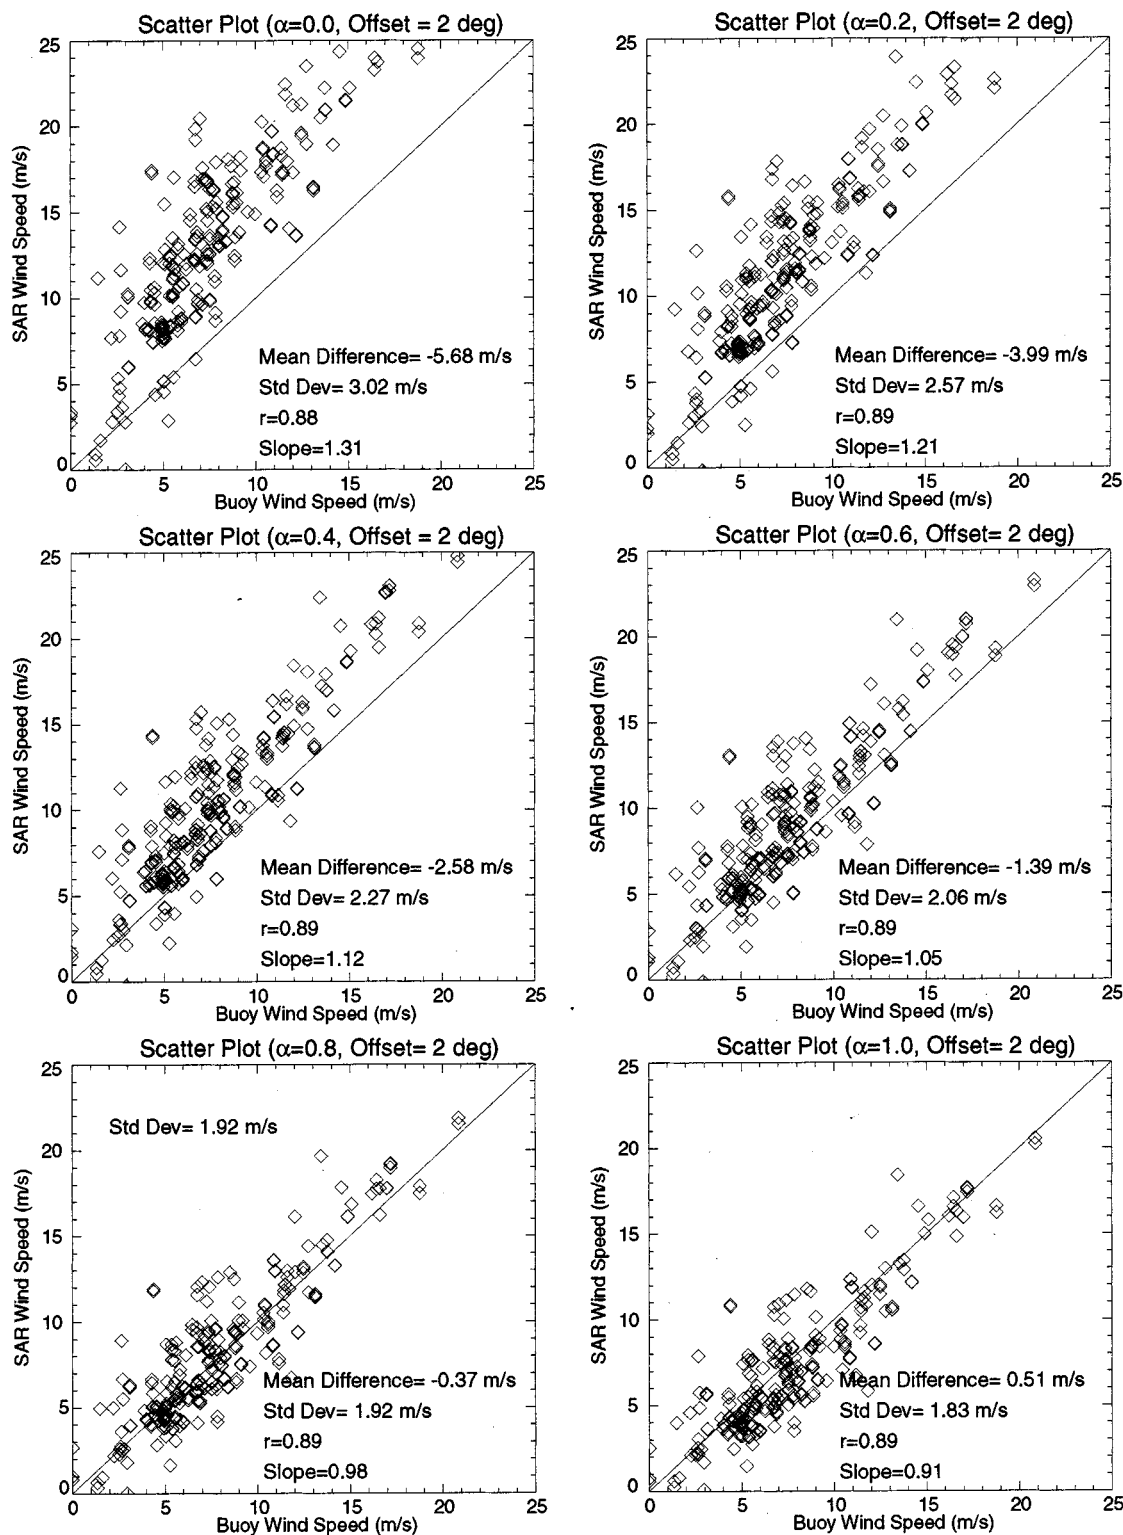 Scatter Plot (α=0.0, Offset = 2 deg)
25
20
15
10
5
0
SAR Wind Speed (m/s)
Mean Difference= -5.68 m/s
Std Dev= 3.02 m/s
r=0.88
Slope=1.31
0 5 10 15 20 25
Buoy Wind Speed (m/s)
Scatter Plot (α=0.2, Offset = 2 deg)
25
20
15
10
5
0
SAR Wind Speed (m/s)
Mean Difference= -3.99 m/s
Std Dev= 2.57 m/s
r=0.89
Slope=1.21
0 5 10 15 20 25
Buoy Wind Speed (m/s)
Scatter Plot (α=0.4, Offset = 2 deg)
25
20
15
10
5
0
SAR Wind Speed (m/s)
Mean Difference= -2.58 m/s
Std Dev= 2.27 m/s
r=0.89
Slope=1.12
0 5 10 15 20 25
Buoy Wind Speed (m/s)
Scatter Plot (α=0.6, Offset = 2 deg)
25
20
15
10
5
0
SAR Wind Speed (m/s)
Mean Difference= -1.39 m/s
Std Dev= 2.06 m/s
r=0.89
Slope=1.05
0 5 10 15 20 25
Buoy Wind Speed (m/s)
Scatter Plot (α=0.8, Offset= 2 deg)
25
20
15
10
5
0
SAR Wind Speed (m/s)
Std Dev= 1.92 m/s
Mean Difference= -0.37 m/s
Std Dev= 1.92 m/s
r=0.89
Slope=0.98
0 5 10 15 20 25
Buoy Wind Speed (m/s)
Scatter Plot (α=1.0, Offset= 2 deg)
25
20
15
10
5
0
SAR Wind Speed (m/s)
Mean Difference= 0.51 m/s
Std Dev= 1.83 m/s
r=0.89
Slope=0.91
0 5 10 15 20 25
Buoy Wind Speed (m/s)